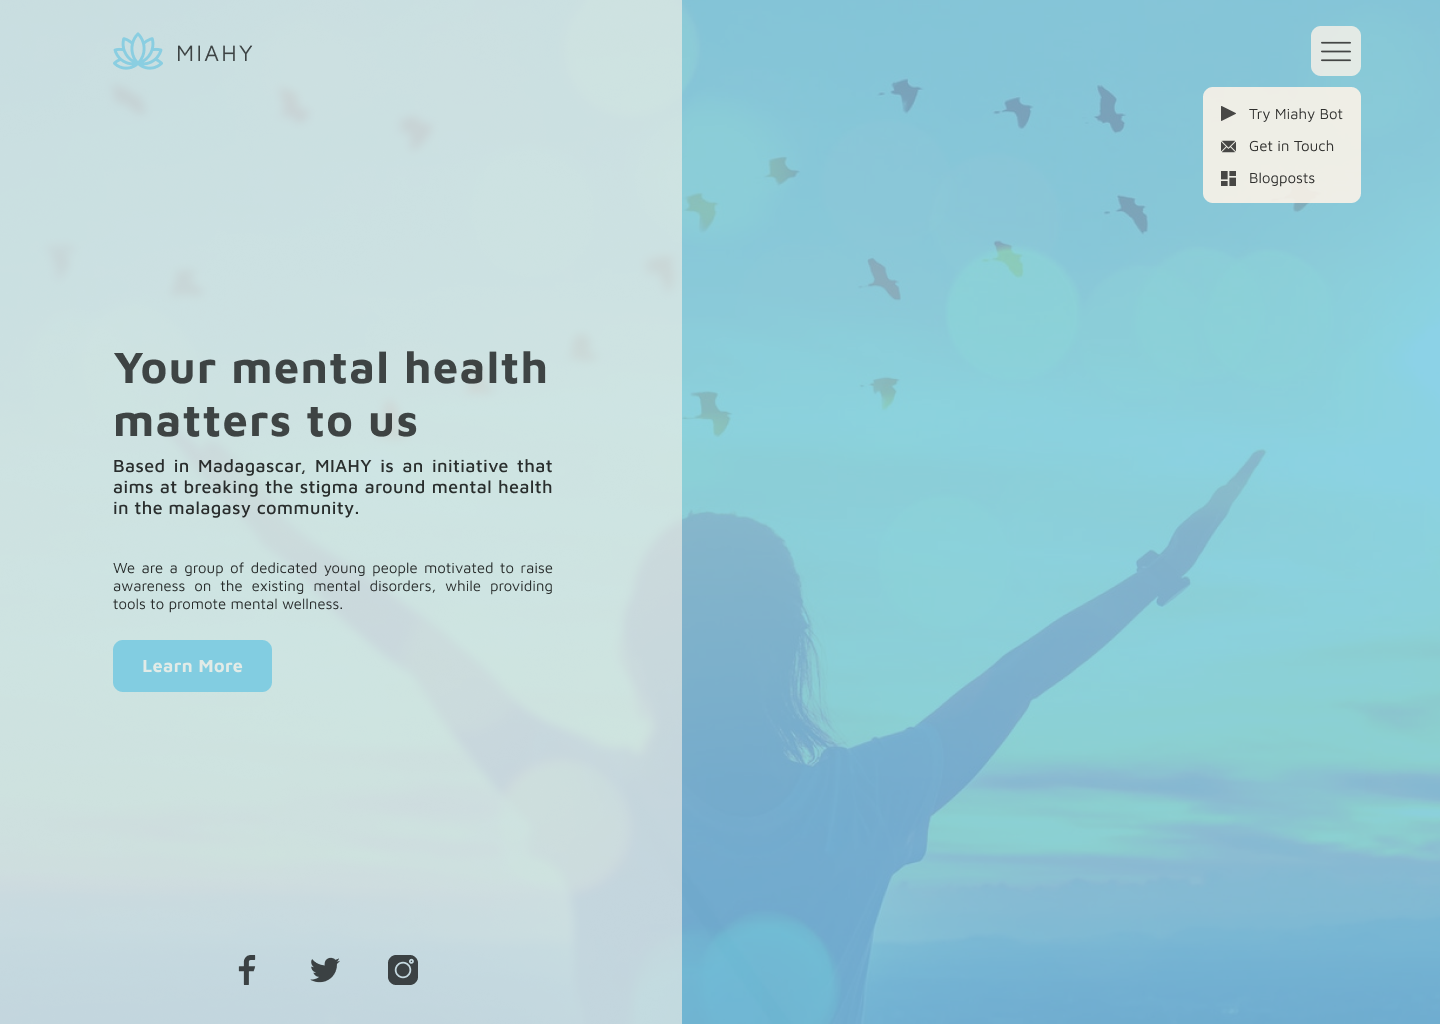 MIAHY
Try Miahy Bot
Get in Touch
Blogposts
Your mental health
matters to us
Based in Madagascar, MIAHY is an initiative that
aims at breaking the stigma around mental health
in the malagasy community.
We are a group of dedicated young people motivated to raise
awareness on the existing mental disorders, while providing
tools to promote mental wellness.
Learn More